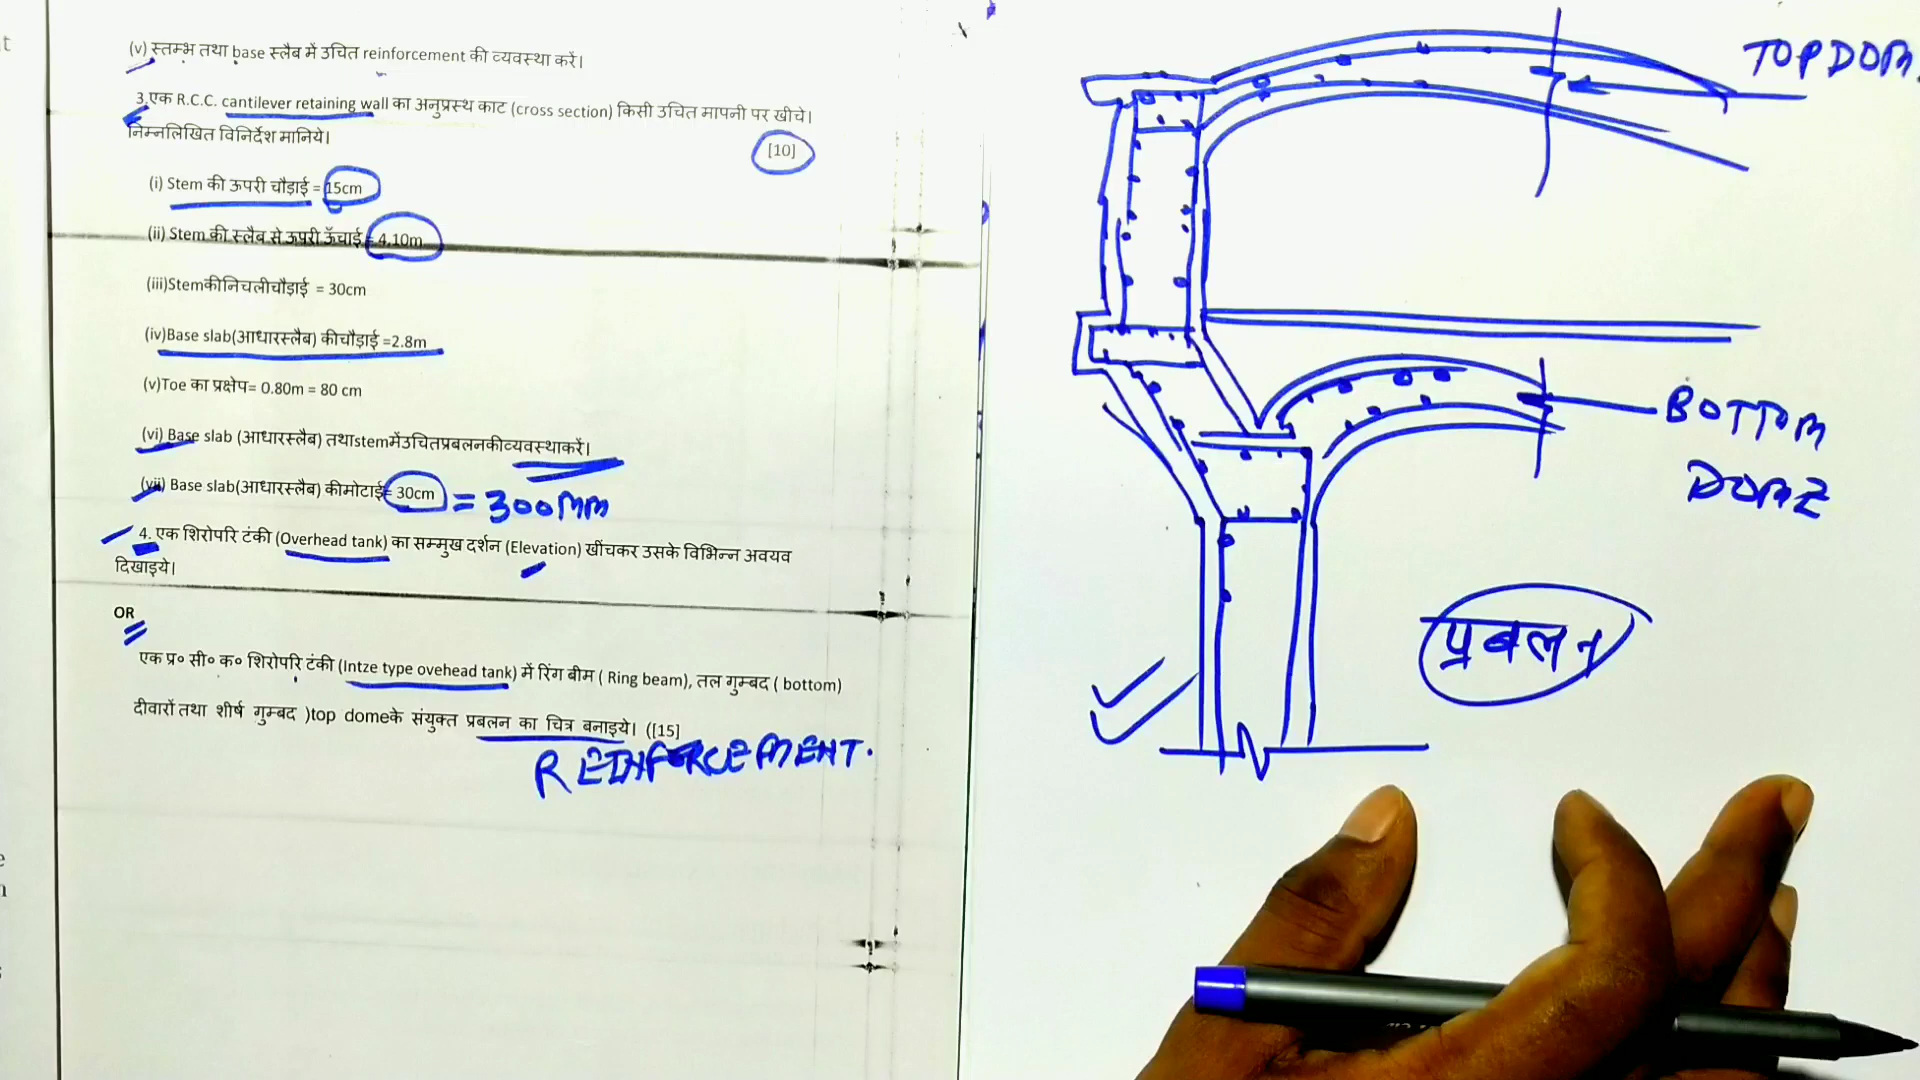 (v) स्तम्भ तथा base स्लैब में उचित reinforcement की व्यवस्था करें।
3.एक R.C.C. cantilever retaining wall का अनुप्रस्थ काट (cross section) किसी उचित मापनी पर खीचे।
निम्नलिखित विनिर्देश मानिये।
[10]
(i) Stem की ऊपरी चौड़ाई = 15cm
(ii) Stem की स्लैब से ऊपरी ऊँचाई = 4.10m
(iii)Stemकीनिचलीचौड़ाई = 30cm
(iv)Base slab(आधारस्लैब) कीचौड़ाई =2.8m
(v)Toe का प्रक्षेप= 0.80m = 80 cm
(vi) Base slab (आधारस्लैब) तथाstemमेंउचितप्रबलनकीव्यवस्थाकरें।
(vii) Base slab(आधारस्लैब) कीमोटाई= 30cm = 300MM
4. एक शिरोपरि टंकी (Overhead tank) का सम्मुख दर्शन (Elevation) खींचकर उसके विभिन्न अवयव
दिखाइये।
OR
एक प्र॰ सी॰ क॰ शिरोपरि टंकी (Intze type ovehead tank) में रिंग बीम ( Ring beam), तल गुम्बद ( bottom)
दीवारों तथा शीर्ष गुम्बद )top domeके संयुक्त प्रबलन का चित्र बनाइये। ([15]
REINFORCEMENT.
TOP DOM
BOTTOM
DOME
प्रबलन